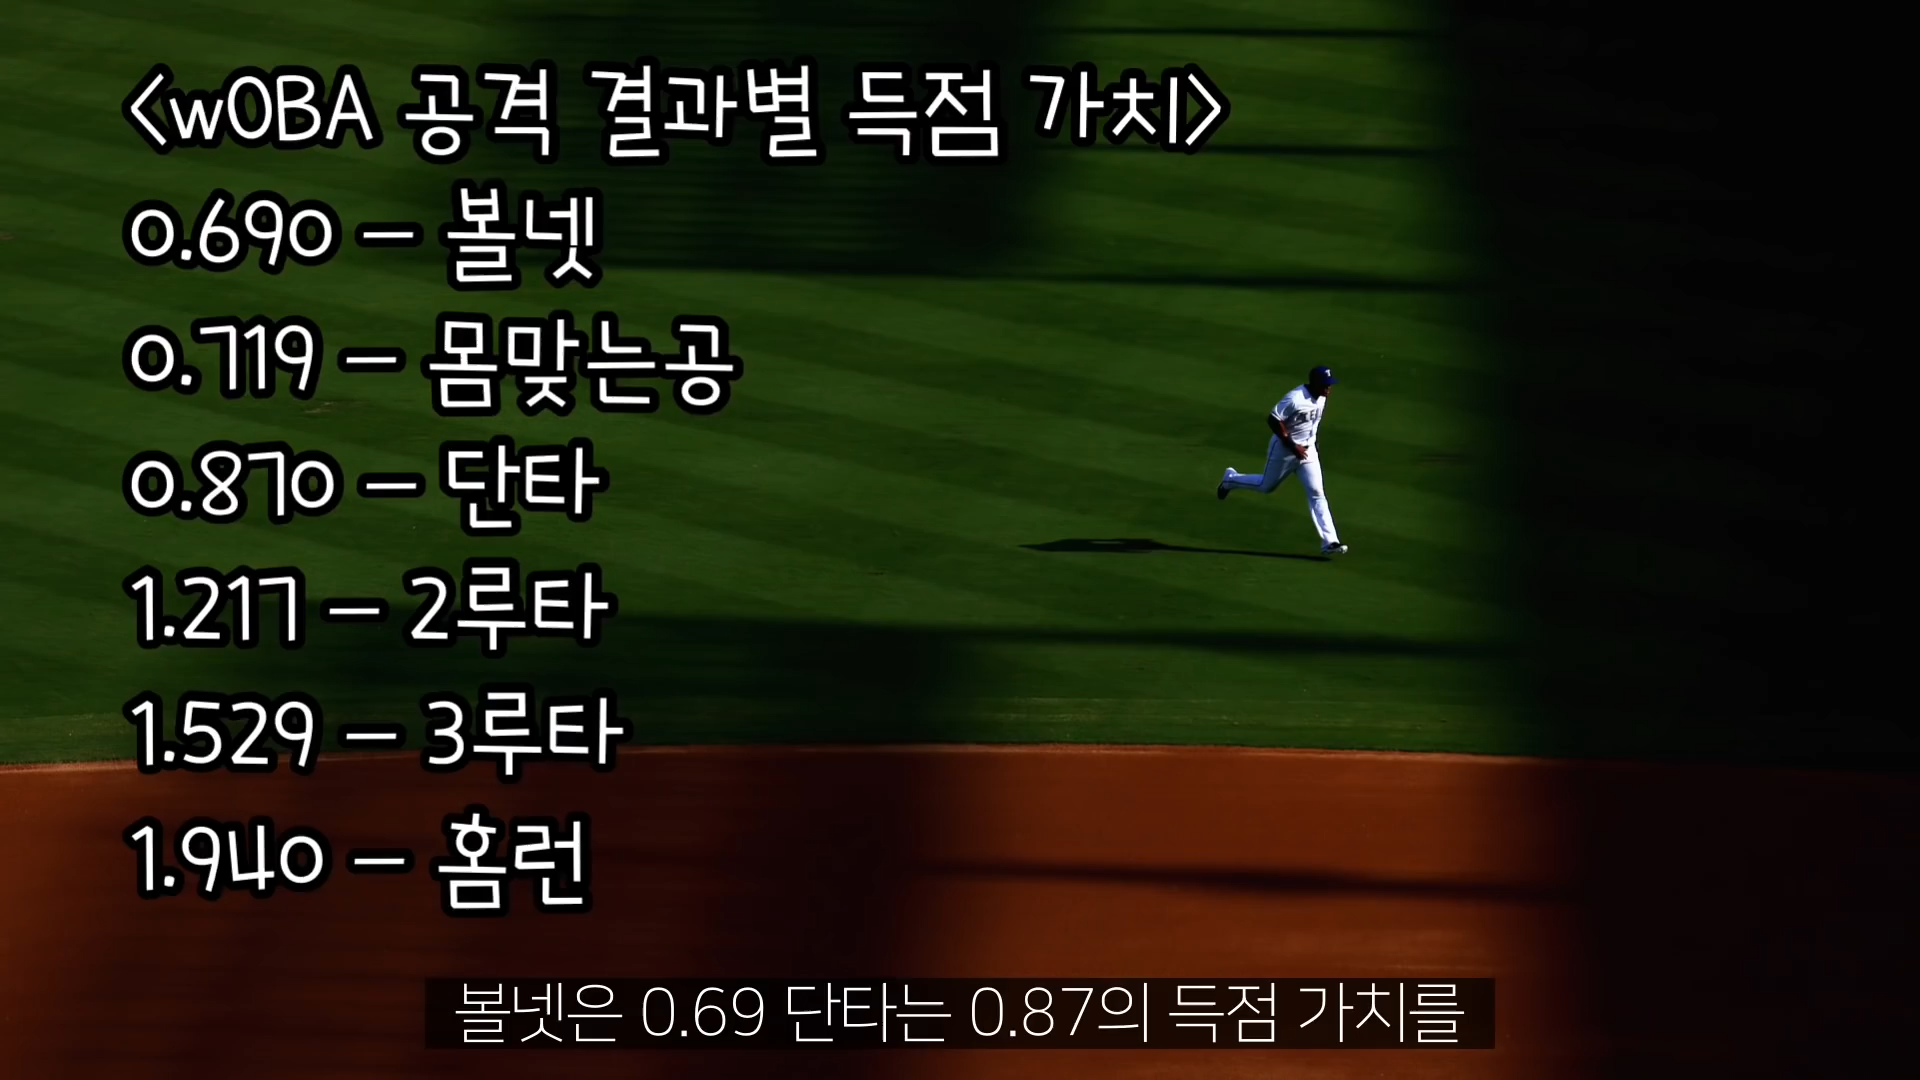 <wOBA 공격 결과별 득점 가치>
0.690 – 볼넷
0.719 – 몸맞는공
0.870 – 단타
1.217 – 2루타
1.529 – 3루타
1.940 – 홈런
볼넷은 0.69 단타는 0.87의 득점 가치를